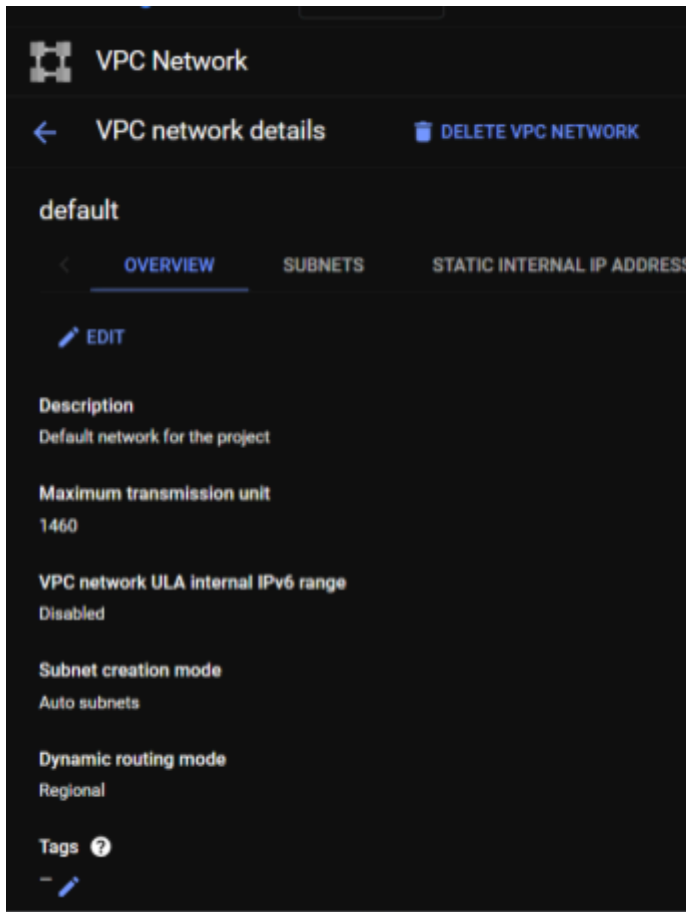 VPC Network
VPC network details DELETE VPC NETWORK
default
OVERVIEW SUBNETS STATIC INTERNAL IP ADDRESS
EDIT
Description
Default network for the project
Maximum transmission unit
1460
VPC network ULA internal IPv6 range
Disabled
Subnet creation mode
Auto subnets
Dynamic routing mode
Regional
Tags ?
–